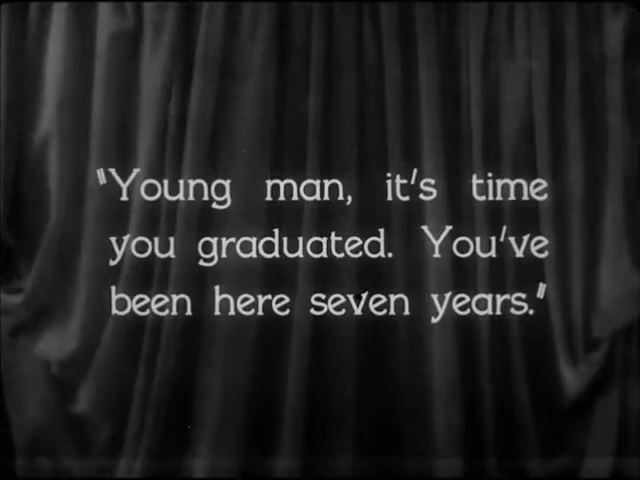 "Young man, it's time
you graduated. You've
been here seven years."